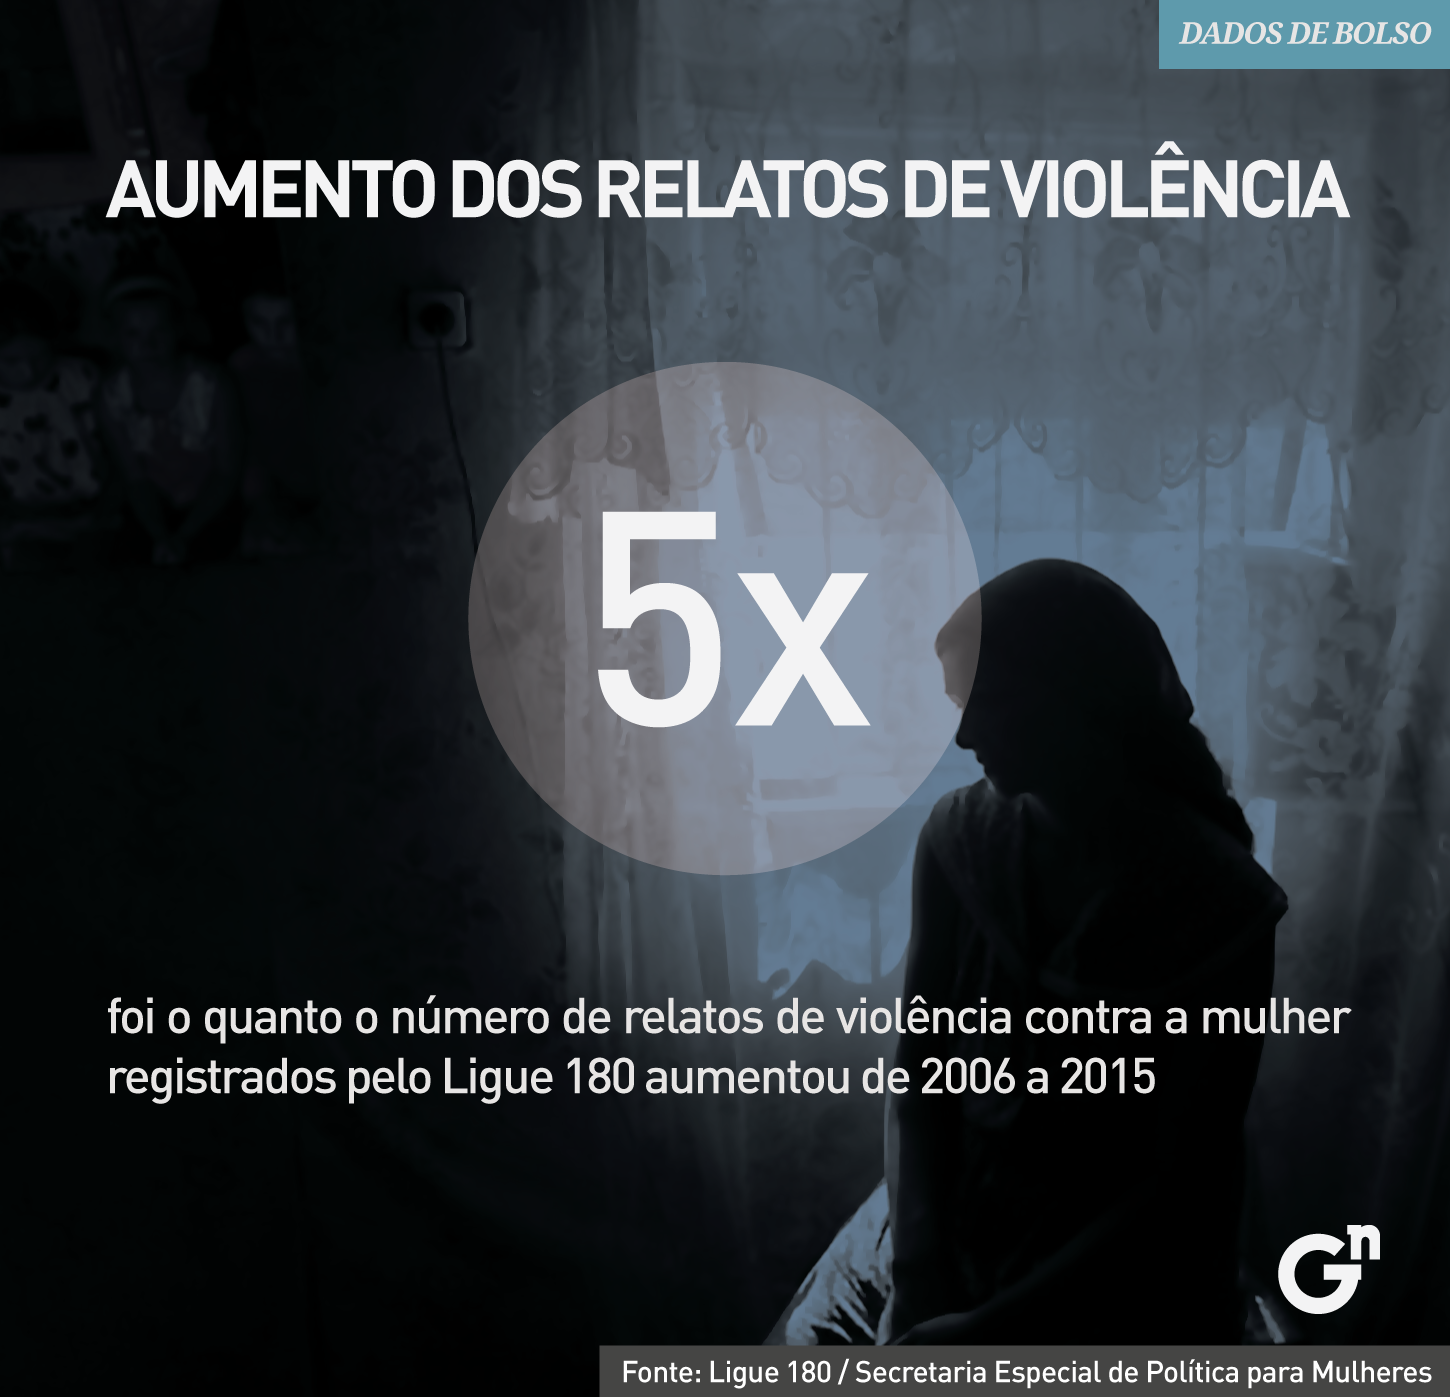 DADOS DE BOLSO
AUMENTO DOS RELATOS DE VIOLÊNCIA
5x
foi o quanto o número de relatos de violência contra a mulher
registrados pelo Ligue 180 aumentou de 2006 a 2015
Gn
Fonte: Ligue 180 / Secretaria Especial de Política para Mulheres